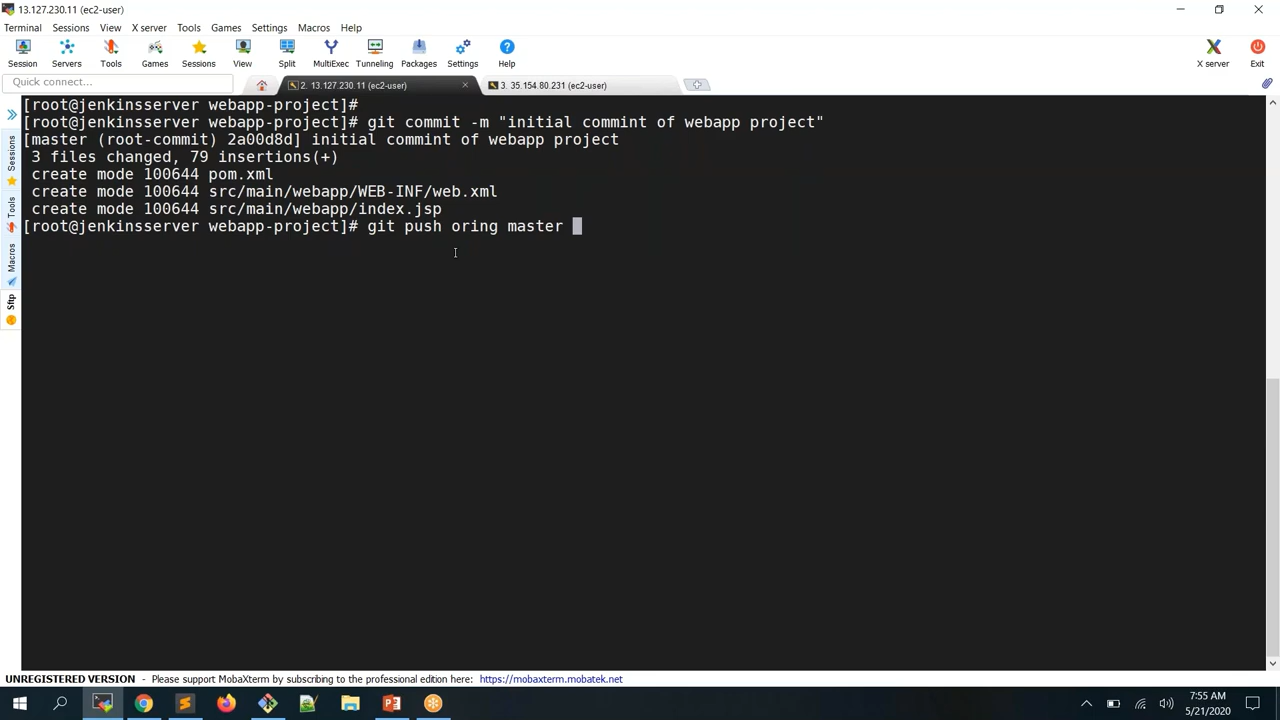 13.127.230.11 (ec2-user)
Terminal Sessions View X server Tools Games Settings Macros Help
Session Servers Tools Games Sessions View Split MultiExec Tunneling Packages Settings Help X server Exit
Quick connect...
2. 13.127.230.11 (ec2-user)
3. 35.154.80.231 (ec2-user)
Sessions
Tools
Macros
Sftp
[root@jenkinsserver webapp-project]#
[root@jenkinsserver webapp-project]# git commit -m "initial commint of webapp project"
[master (root-commit) 2a00d8d] initial commint of webapp project
3 files changed, 79 insertions(+)
create mode 100644 pom.xml
create mode 100644 src/main/webapp/WEB-INF/web.xml
create mode 100644 src/main/webapp/index.jsp
[root@jenkinsserver webapp-project]# git push oring master
UNREGISTERED VERSION - Please support MobaXterm by subscribing to the professional edition here: https://mobaxterm.mobatek.net
7:55 AM
5/21/2020